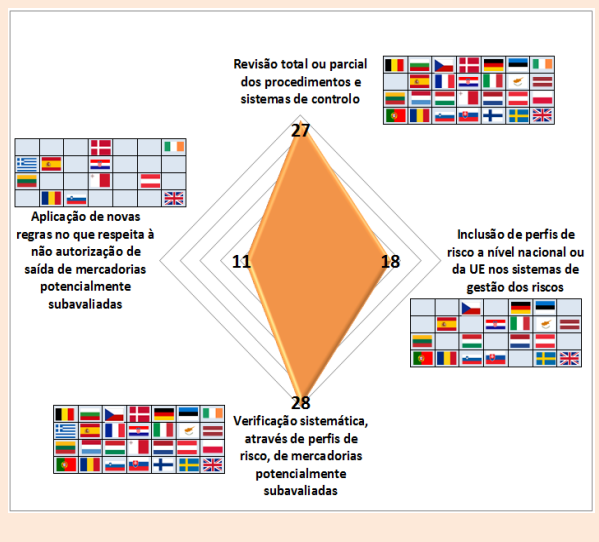 Revisão total ou parcial
dos procedimentos e
sistemas de controlo
27
Aplicação de novas
regras no que respeita à
não autorização de
saída de mercadorias
potencialmente
subavaliadas
11
18
Inclusão de perfis de
risco a nível nacional ou
da UE nos sistemas de
gestão dos riscos
28
Verificação sistemática,
através de perfis de
risco, de mercadorias
potencialmente
subavaliadas